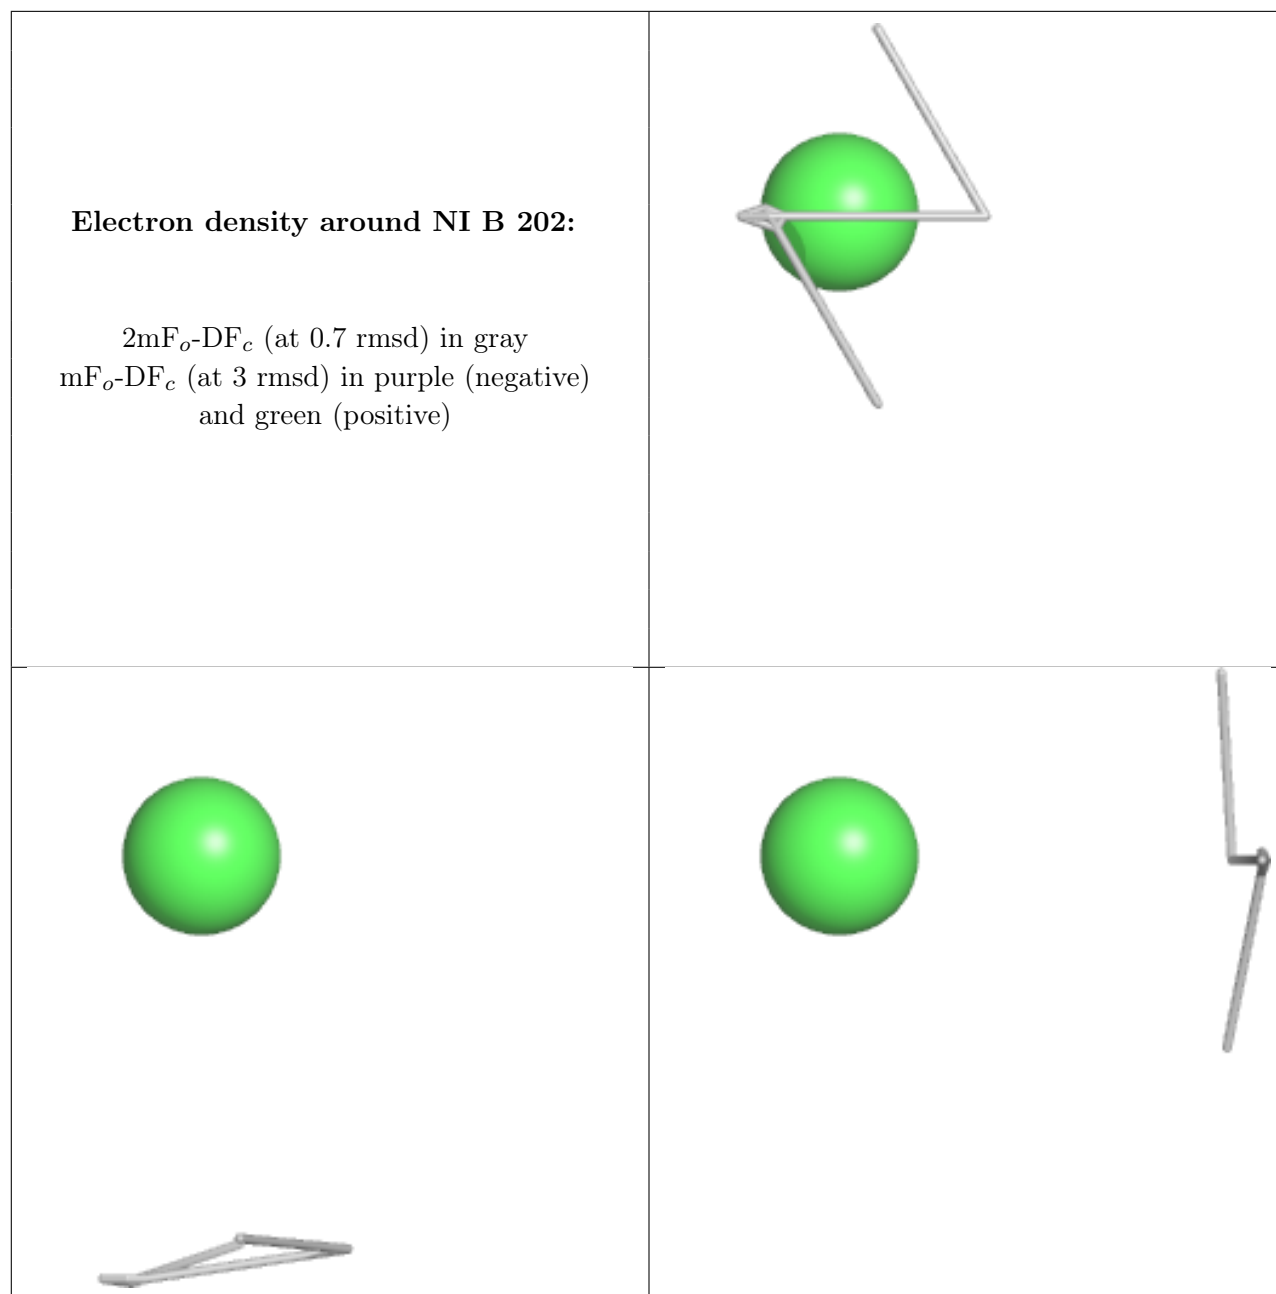 Electron density around NI B 202:
2mFo-DFc (at 0.7 rmsd) in gray
mFo-DFc (at 3 rmsd) in purple (negative)
and green (positive)